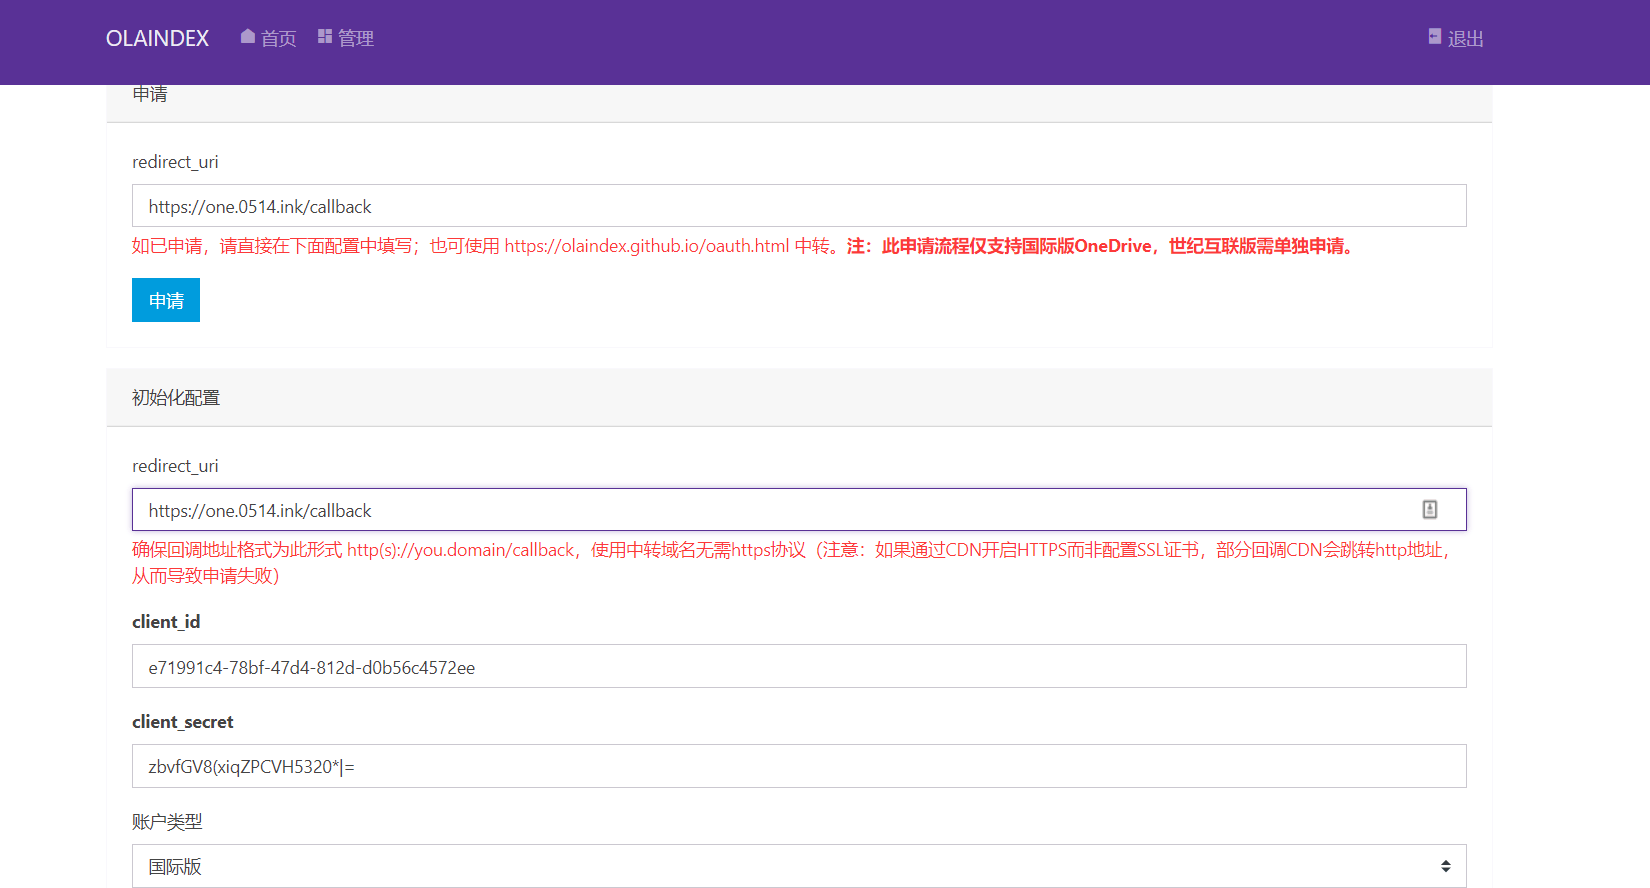 OLAINDEX 首页 管理 退出
申请
redirect_uri
https://one.0514.ink/callback
如已申请，请直接在下面配置中填写；也可使用 https://olaindex.github.io/oauth.html 中转。注：此申请流程仅支持国际版OneDrive，世纪互联版需单独申请。
申请
初始化配置
redirect_uri
https://one.0514.ink/callback
确保回调地址格式为此形式 http(s)://you.domain/callback，使用中转域名无需https协议（注意：如果通过CDN开启HTTPS而非配置SSL证书，部分回调CDN会跳转http地址，
从而导致申请失败）
client_id
e71991c4-78bf-47d4-812d-d0b56c4572ee
client_secret
zbvfGV8(xiqZPCVH5320*|=
账户类型
国际版